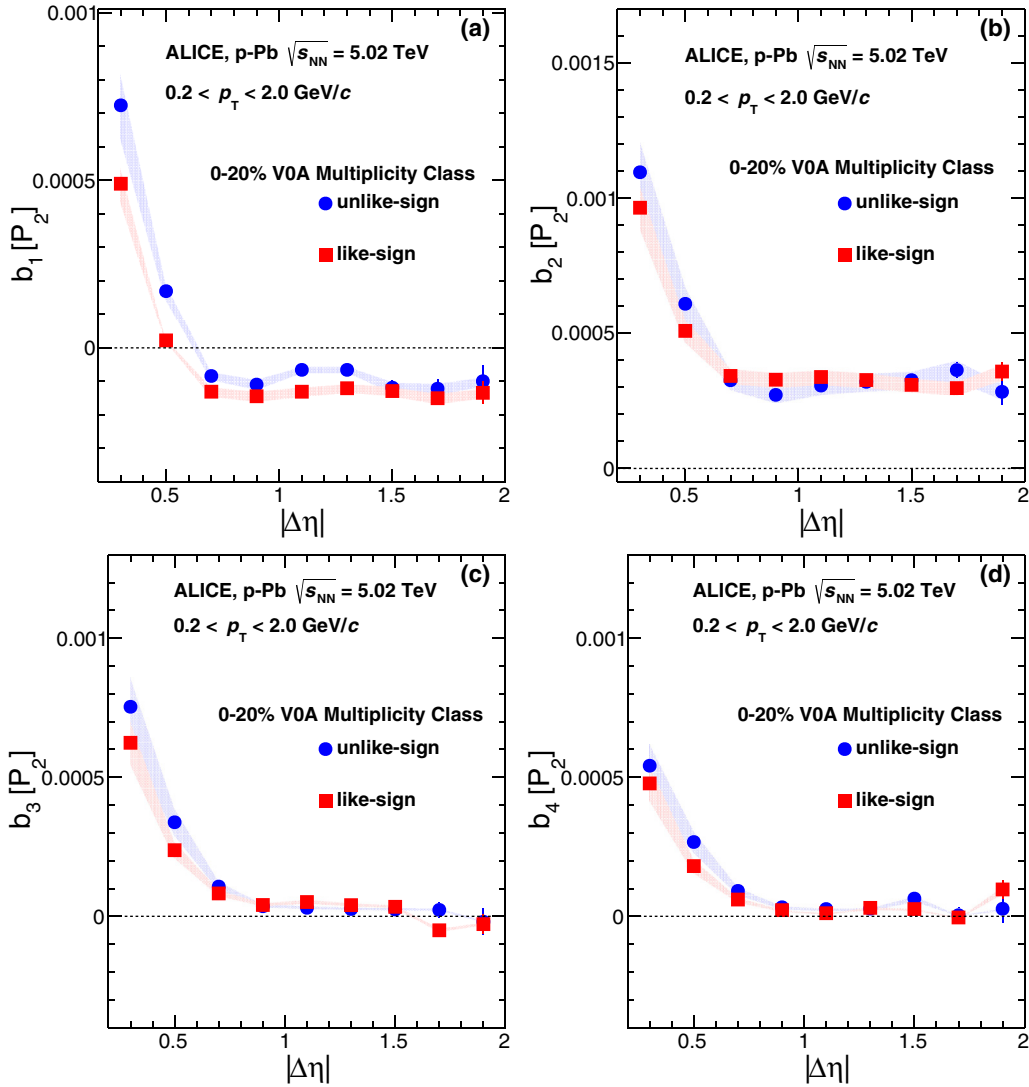 (a)
ALICE, p-Pb √sNN = 5.02 TeV
0.2 < pT < 2.0 GeV/c
0-20% V0A Multiplicity Class
unlike-sign
like-sign
b1 [P2]
0.001
0.0005
0
0.5
1
1.5
2
|Δη|
(b)
ALICE, p-Pb √sNN = 5.02 TeV
0.2 < pT < 2.0 GeV/c
0-20% V0A Multiplicity Class
unlike-sign
like-sign
b2 [P2]
0.0015
0.001
0.0005
0
0.5
1
1.5
2
|Δη|
(c)
ALICE, p-Pb √sNN = 5.02 TeV
0.2 < pT < 2.0 GeV/c
0-20% V0A Multiplicity Class
unlike-sign
like-sign
b3 [P2]
0.001
0.0005
0
0.5
1
1.5
2
|Δη|
(d)
ALICE, p-Pb √sNN = 5.02 TeV
0.2 < pT < 2.0 GeV/c
0-20% V0A Multiplicity Class
unlike-sign
like-sign
b4 [P2]
0.001
0.0005
0
0.5
1
1.5
2
|Δη|